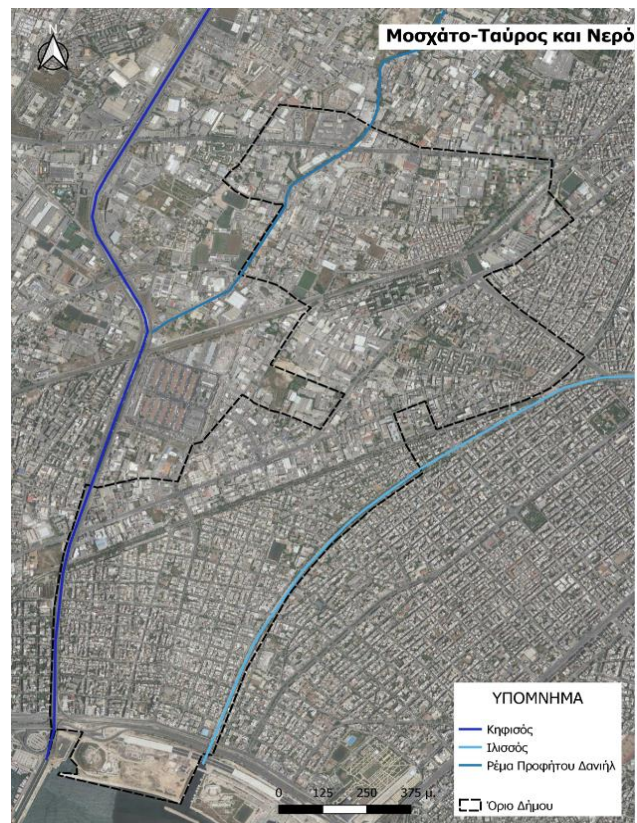 Μοσχάτο-Ταύρος και Νερό
ΥΠΟΜΝΗΜΑ
Κηφισός
Ιλισσός
Ρέμα Προφήτου Δανιήλ
Όριο Δήμου
0 125 250 375 μ.